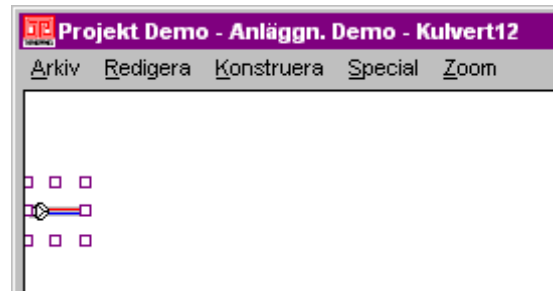 Projekt Demo - Anläggn. Demo - Kulvert12
Arkiv Redigera Konstruera Special Zoom